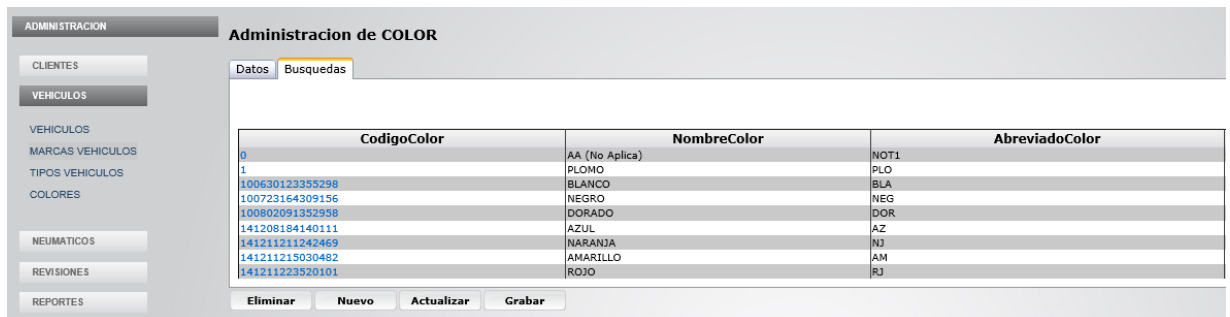 ADMINISTRACION
CLIENTES
VEHICULOS
VEHICULOS
MARCAS VEHICULOS
TIPOS VEHICULOS
COLORES
NEUMATICOS
REVISIONES
REPORTES
Administracion de COLOR
Datos Busquedas
CodigoColor NombreColor AbreviadoColor
0 AA (No Aplica) NOT1
1 PLOMO PLO
100630123355298 BLANCO BLA
100723164309156 NEGRO NEG
100802091352958 DORADO DOR
141208184140111 AZUL AZ
141211211242469 NARANJA NJ
141211215030482 AMARILLO AM
141211223520101 ROJO RJ
Eliminar Nuevo Actualizar Grabar